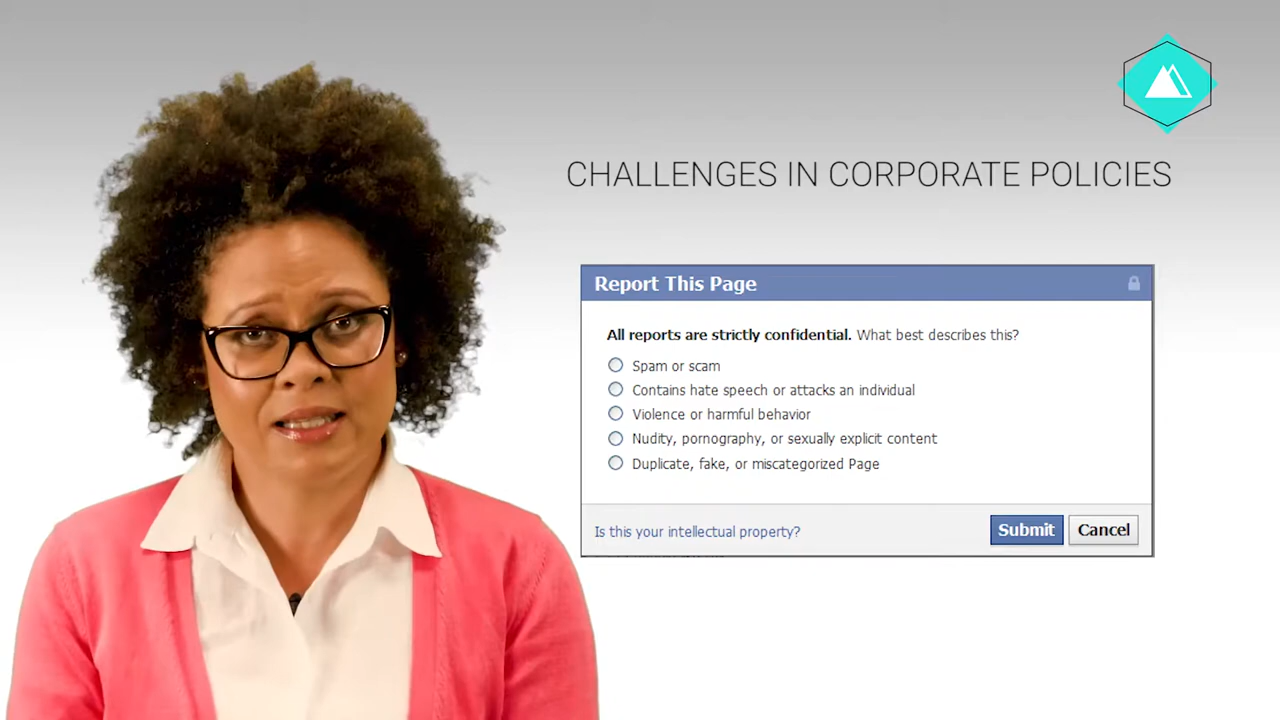 CHALLENGES IN CORPORATE POLICIES
Report This Page
All reports are strictly confidential. What best describes this?
Spam or scam
Contains hate speech or attacks an individual
Violence or harmful behavior
Nudity, pornography, or sexually explicit content
Duplicate, fake, or miscategorized Page
Is this your intellectual property?
Submit Cancel